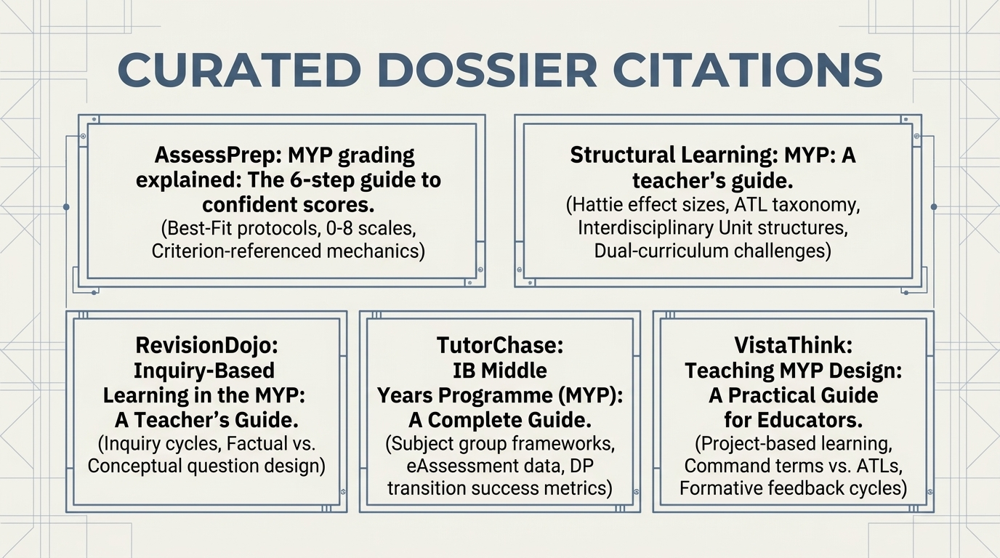 CURATED DOSSIER CITATIONS
AssessPrep: MYP grading
explained: The 6-step guide to
confident scores.
(Best-Fit protocols, 0-8 scales,
Criterion-referenced mechanics)
Structural Learning: MYP: A
teacher’s guide.
(Hattie effect sizes, ATL taxonomy,
Interdisciplinary Unit structures,
Dual-curriculum challenges)
RevisionDojo:
Inquiry-Based
Learning in the MYP:
A Teacher’s Guide.
(Inquiry cycles, Factual vs.
Conceptual question design)
TutorChase:
IB Middle
Years Programme (MYP):
A Complete Guide.
(Subject group frameworks,
eAssessment data, DP
transition success metrics)
VistaThink:
Teaching MYP Design:
A Practical Guide
for Educators.
(Project-based learning,
Command terms vs. ATLs,
Formative feedback cycles)